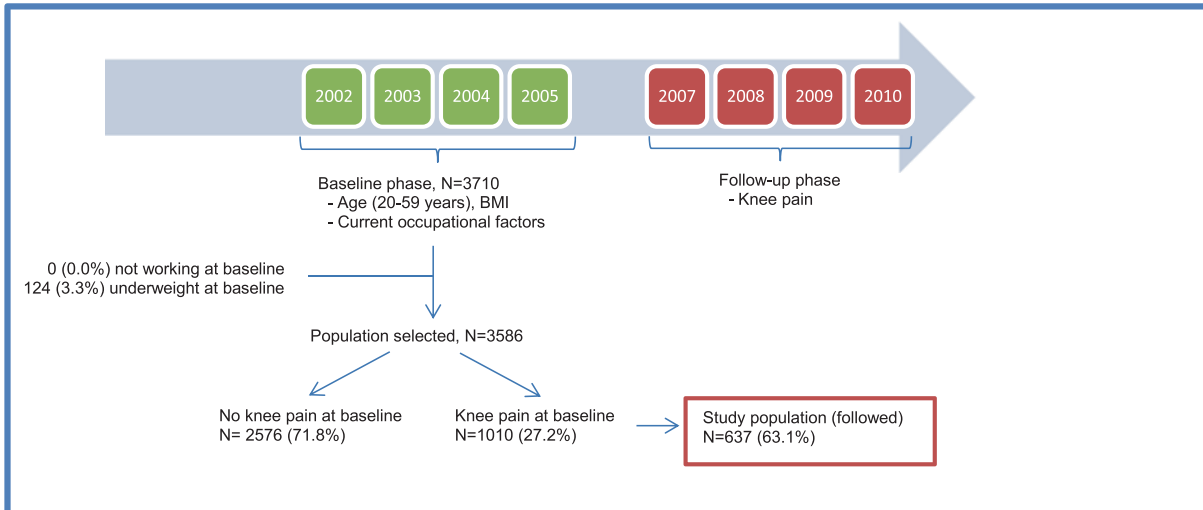 2002 2003 2004 2005 2007 2008 2009 2010
Baseline phase, N=3710
- Age (20-59 years), BMI
- Current occupational factors
Follow-up phase
- Knee pain
0 (0.0%) not working at baseline
124 (3.3%) underweight at baseline
Population selected, N=3586
No knee pain at baseline
N= 2576 (71.8%)
Knee pain at baseline
N=1010 (27.2%)
Study population (followed)
N=637 (63.1%)